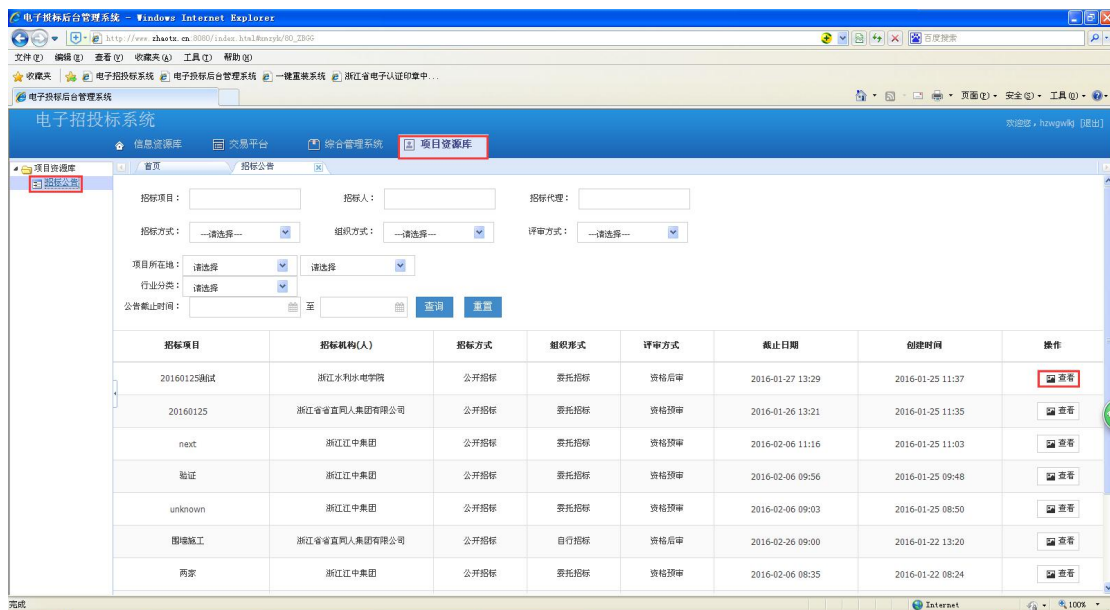 电子投标后台管理系统 - Windows Internet Explorer
http://www.zhaotx.cn:8080/index.html#xmzyk/80_ZBGG
百度搜索
文件(F) 编辑(E) 查看(V) 收藏夹(A) 工具(T) 帮助(H)
收藏夹 电子招投标系统 电子投标后台管理系统 一键重装系统 浙江省电子认证印章中...
电子投标后台管理系统 页面(P) 安全(S) 工具(O)
电子招投标系统
欢迎您，hzwgwlkj [退出]
信息资源库 交易平台 综合管理系统 项目资源库
项目资源库 首页 招标公告
招标公告
招标项目： 招标人： 招标代理：
招标方式： ---请选择--- 组织方式： ---请选择--- 评审方式： ---请选择---
项目所在地： 请选择 请选择
行业分类： 请选择
公告截止时间： 至 查询 重置
招标项目 招标机构(人) 招标方式 组织形式 评审方式 截止日期 创建时间 操作
20160125测试 浙江水利水电学院 公开招标 委托招标 资格后审 2016-01-27 13:29 2016-01-25 11:37 查看
20160125 浙江省省直同人集团有限公司 公开招标 委托招标 资格预审 2016-01-26 13:21 2016-01-25 11:35 查看
next 浙江江中集团 公开招标 委托招标 资格预审 2016-02-06 11:16 2016-01-25 11:03 查看
验证 浙江江中集团 公开招标 委托招标 资格预审 2016-02-06 09:56 2016-01-25 09:48 查看
unknown 浙江江中集团 公开招标 委托招标 资格预审 2016-02-06 09:03 2016-01-25 08:50 查看
围墙施工 浙江省省直同人集团有限公司 公开招标 自行招标 资格后审 2016-02-26 09:00 2016-01-22 13:20 查看
两家 浙江江中集团 公开招标 委托招标 资格预审 2016-02-06 08:35 2016-01-22 08:24 查看
完成 Internet 100%